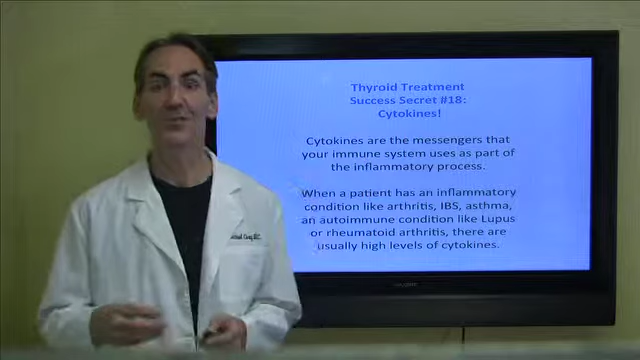 Thyroid Treatment
Success Secret #18:
Cytokines!
Cytokines are the messengers that
your immune system uses as part of
the inflammatory process.
When a patient has an inflammatory
condition like arthritis, IBS, asthma,
an autoimmune condition like Lupus
or rheumatoid arthritis, there are
usually high levels of cytokines.